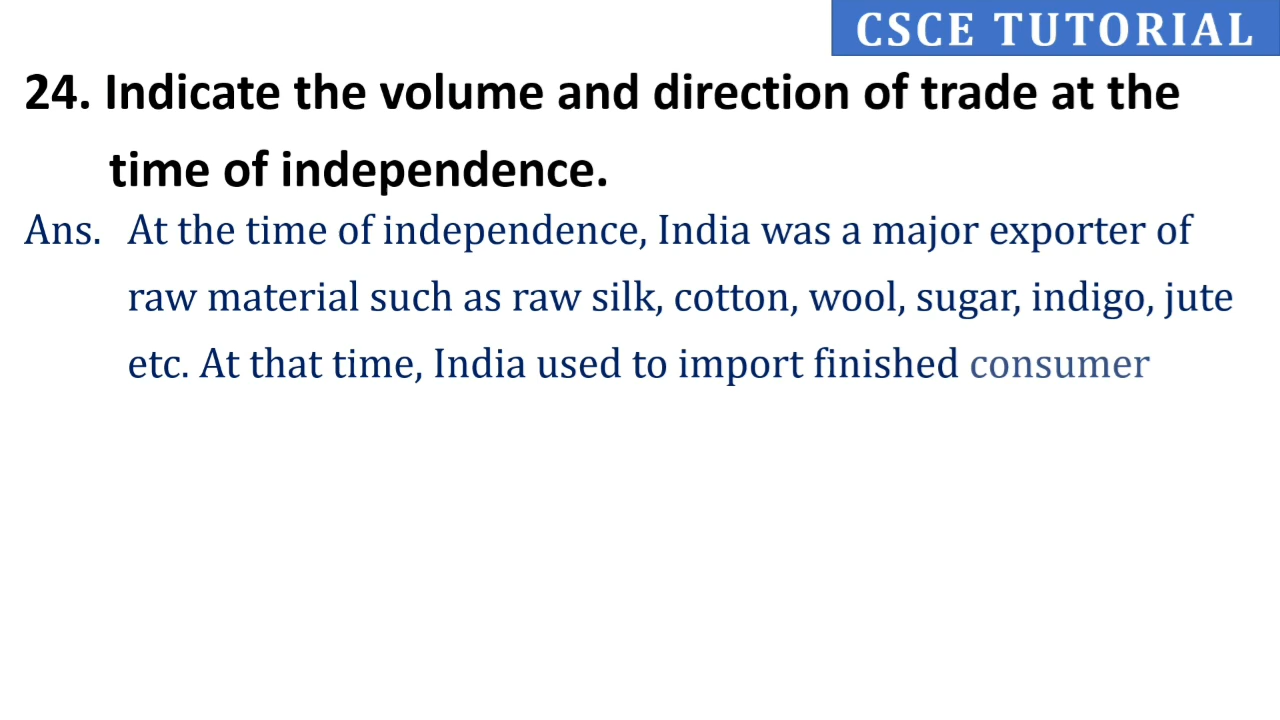 CSCE TUTORIAL
24. Indicate the volume and direction of trade at the
time of independence.
Ans. At the time of independence, India was a major exporter of
raw material such as raw silk, cotton, wool, sugar, indigo, jute
etc. At that time, India used to import finished consumer